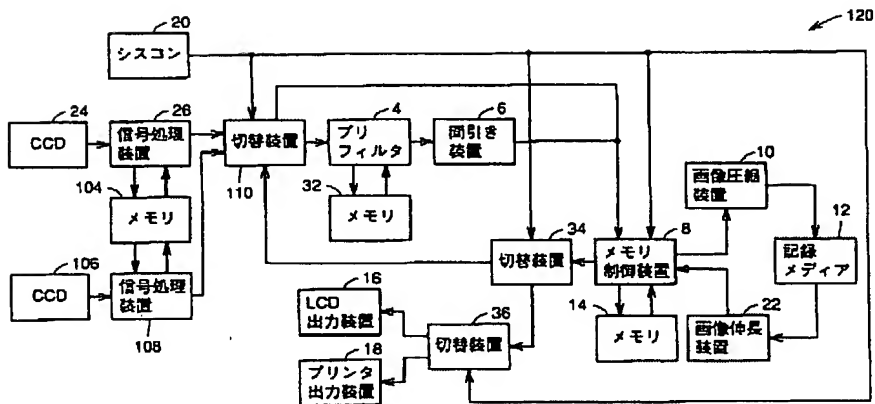 120
20
シスコン
24
CCD
26
信号処理
装置
切替装置
110
4
プリ
フィルタ
6
間引き
装置
104
メモリ
32
メモリ
10
画像圧縮
装置
12
記録
メディア
34
切替装置
8
メモリ
制御装置
106
CCD
信号処理
装置
108
16
LCD
出力装置
36
切替装置
14
メモリ
22
画像伸長
装置
18
プリンタ
出力装置